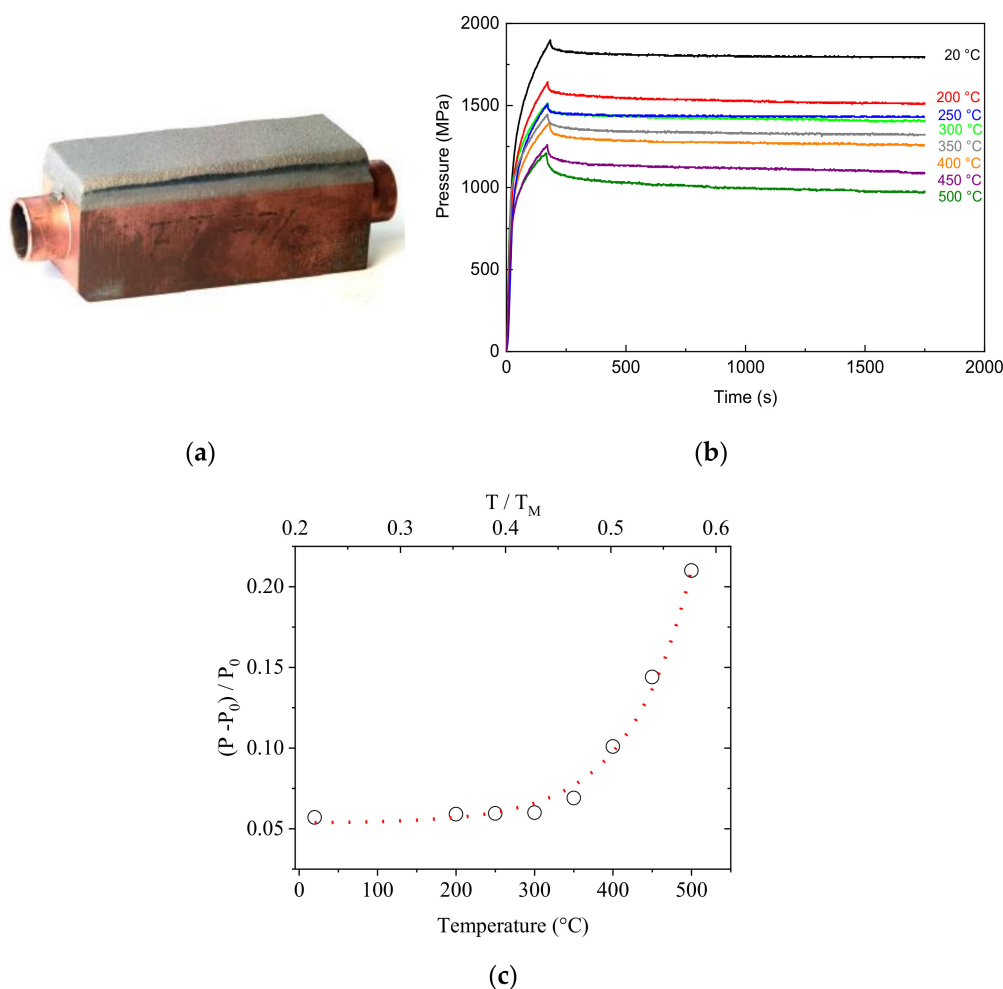 2000
1500
1000
500
0
Pressure (MPa)
20 °C
200 °C
250 °C
300 °C
350 °C
400 °C
450 °C
500 °C
0 500 1000 1500 2000
Time (s)
(a)
(b)
T / T_M
0.2 0.3 0.4 0.5 0.6
0.20
0.15
0.10
0.05
(P -P_0) / P_0
0 100 200 300 400 500
Temperature (°C)
(c)